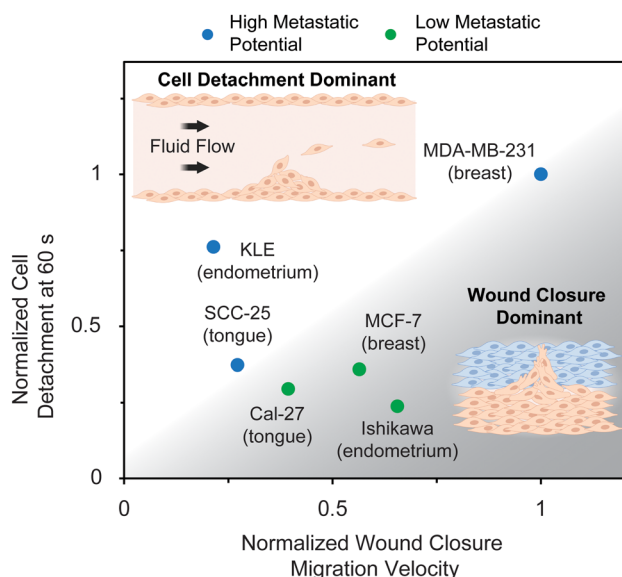 High Metastatic
Potential
Low Metastatic
Potential
Cell Detachment Dominant
Fluid Flow
MDA-MB-231
(breast)
KLE
(endometrium)
SCC-25
(tongue)
MCF-7
(breast)
Wound Closure
Dominant
Cal-27
(tongue)
Ishikawa
(endometrium)
1
0.5
0
Normalized Cell
Detachment at 60 s
0
0.5
1
Normalized Wound Closure
Migration Velocity